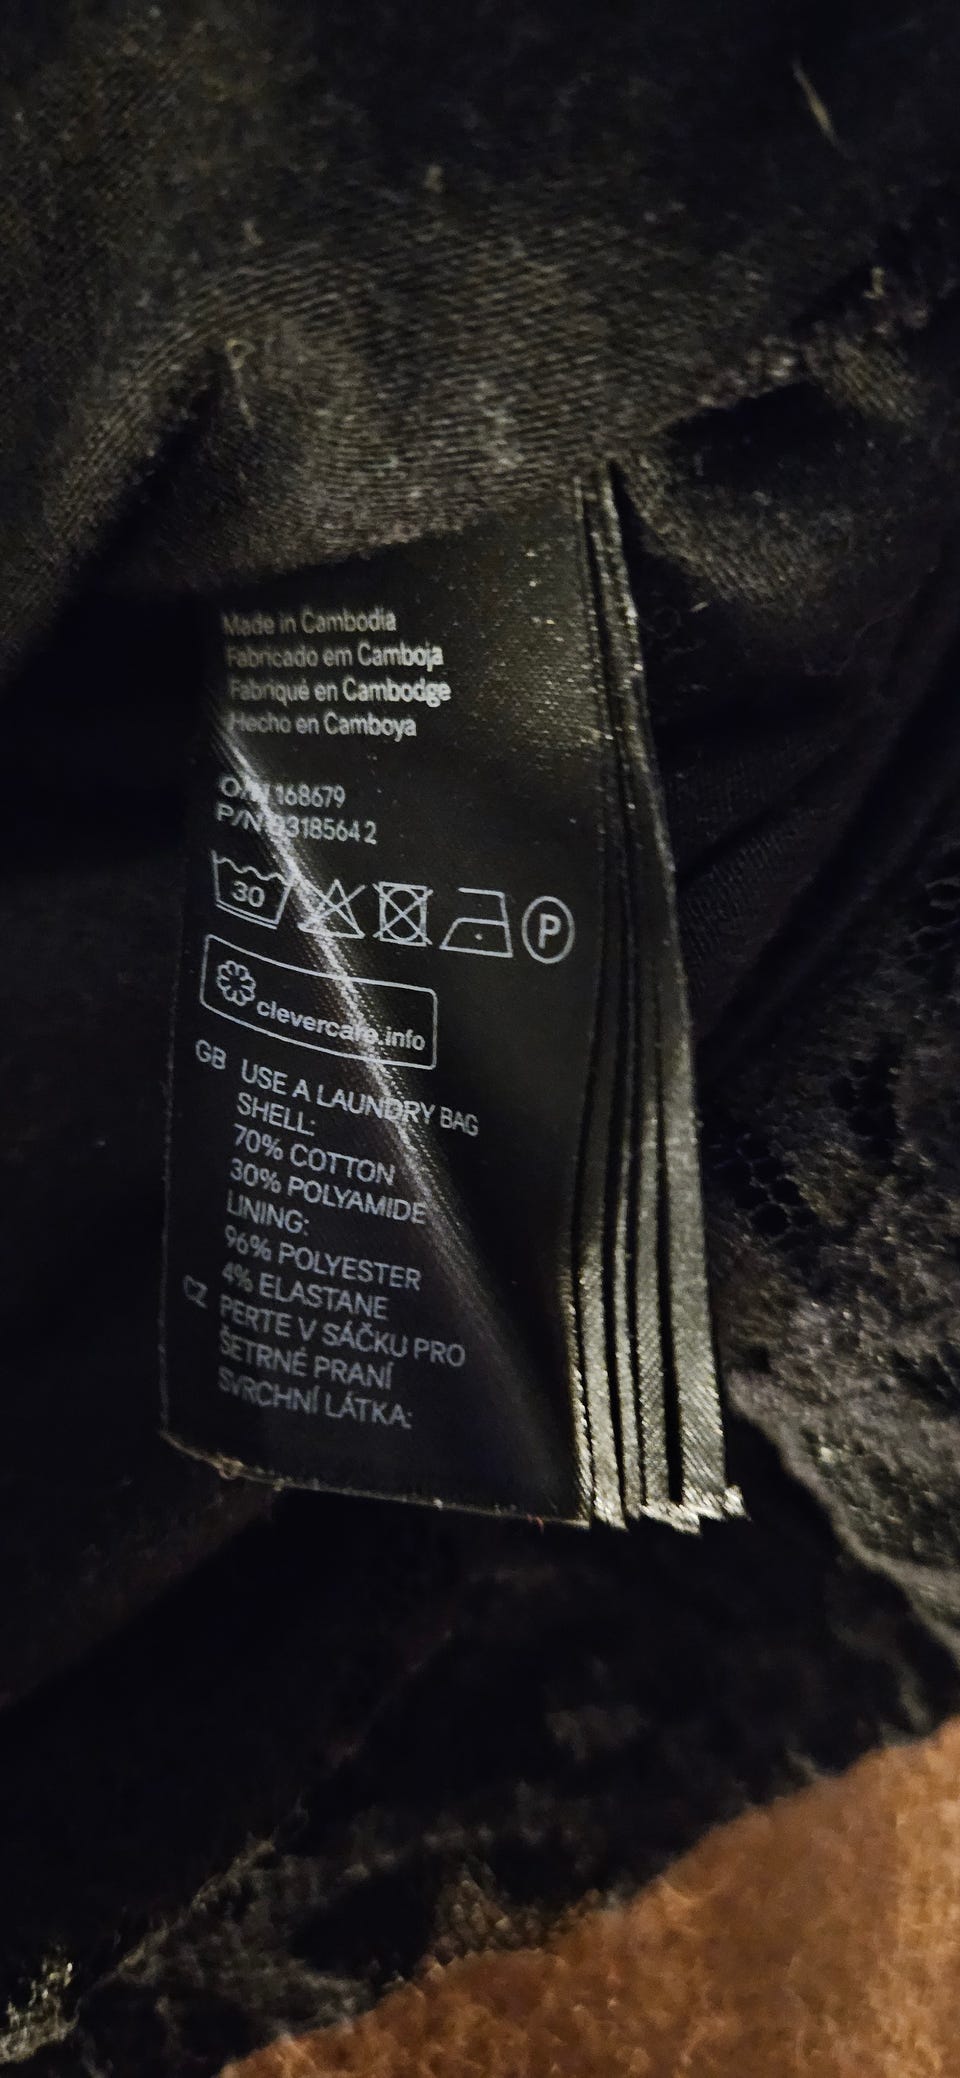 Made in Cambodia
Fabricado em Camboja
Fabriqué en Cambodge
Hecho en Camboya
168679
P/N
30
P
clevercare.info
GB USE A LAUNDRY BAG
SHELL:
70% COTTON
30% POLYAMIDE
LINING:
96% POLYESTER
4% ELASTANE
CZ PERTE V SÁČKU PRO
ŠETRNÉ PRANÍ
SVRCHNÍ LÁTKA: